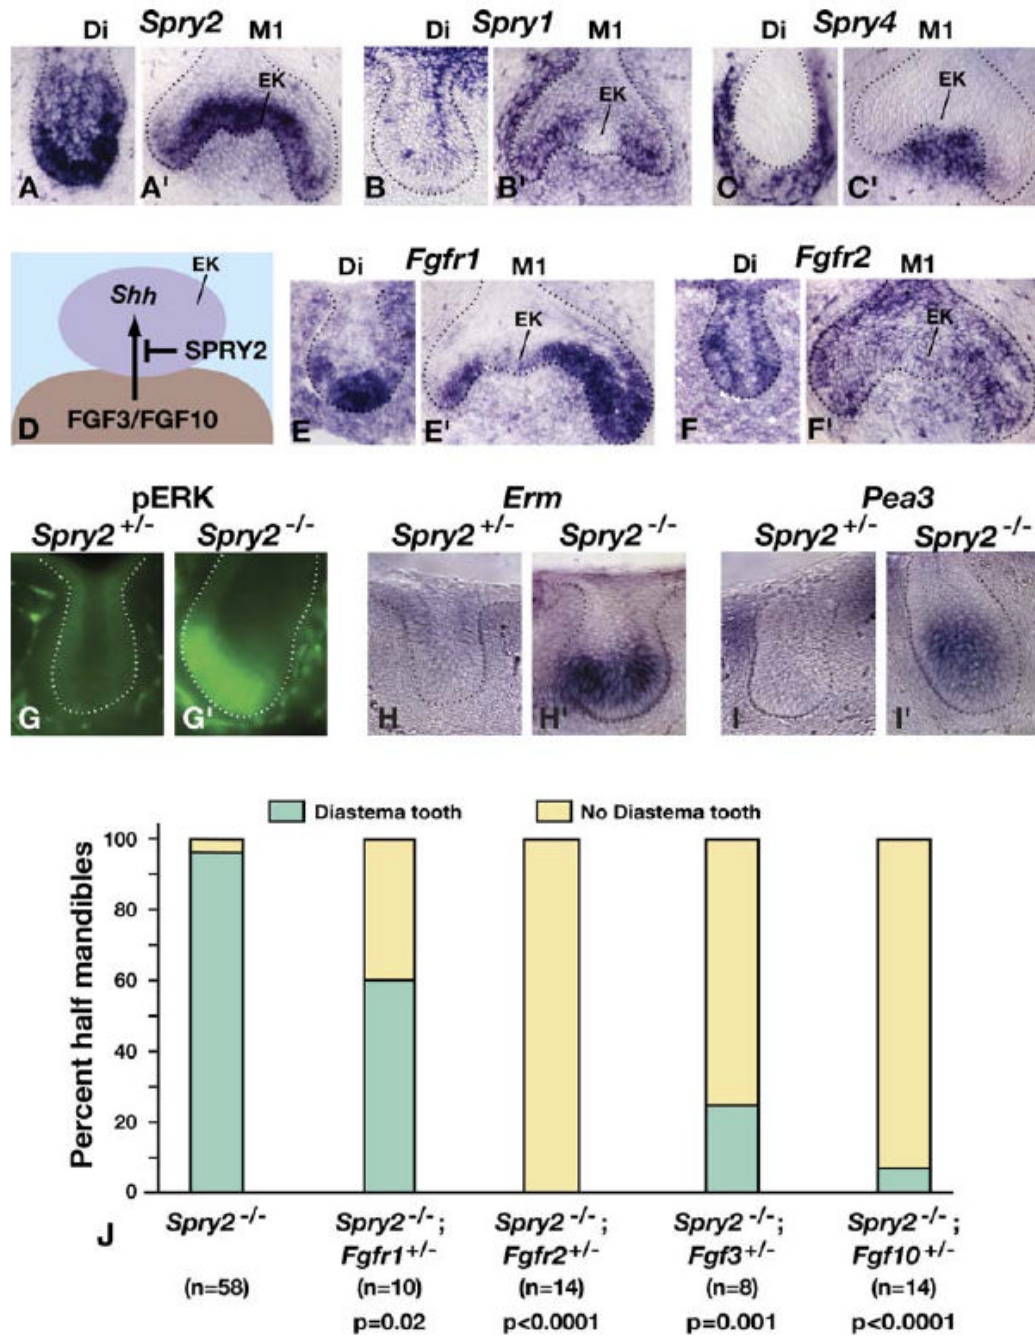 Di Spry2 M1 Di Spry1 M1 Di Spry4 M1
EK EK EK
A A' B B' C C'
EK Di Fgfr1 M1 Di Fgfr2 M1
Shh EK EK
SPRY2
FGF3/FGF10
D E E' F F'
pERK Erm Pea3
Spry2 +/- Spry2 -/- Spry2 +/- Spry2 -/- Spry2 +/- Spry2 -/-
G G' H H' I I'
Diastema tooth No Diastema tooth
Percent half mandibles
100
80
60
40
20
0
J
Spry2 -/- Spry2 -/- ; Spry2 -/- ; Spry2 -/- ; Spry2 -/- ;
Fgfr1 +/- Fgfr2 +/- Fgf3 +/- Fgf10 +/-
(n=58) (n=10) (n=14) (n=8) (n=14)
p=0.02 p<0.0001 p=0.001 p<0.0001